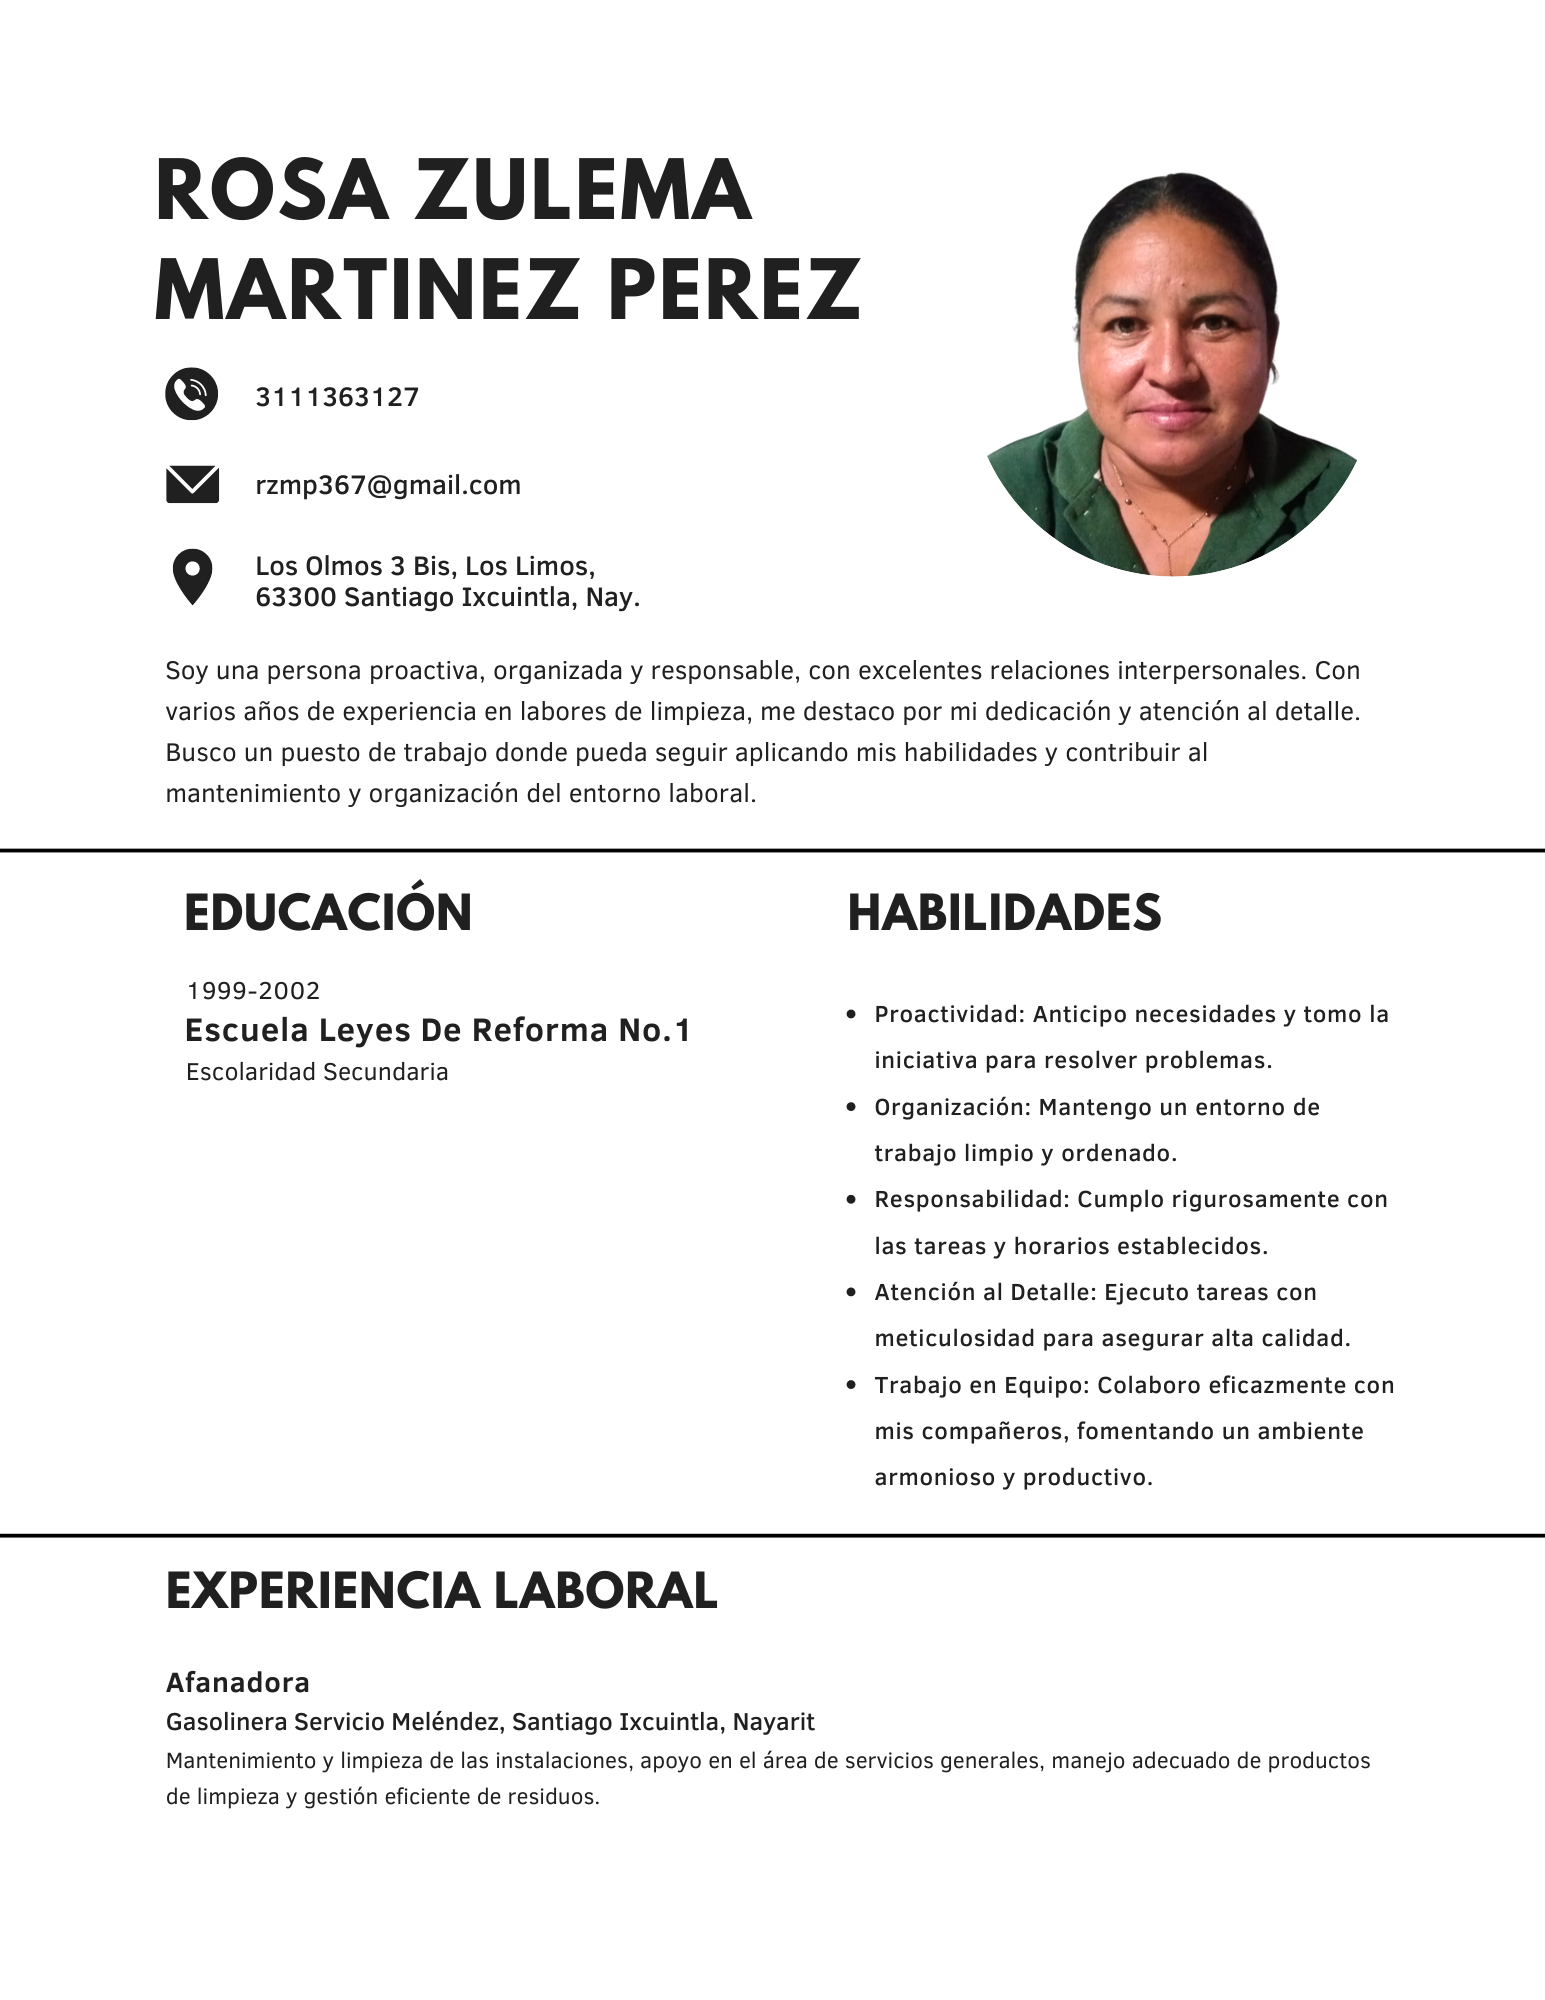 ROSA ZULEMA
MARTINEZ PEREZ
3111363127
rzmp367@gmail.com
Los Olmos 3 Bis, Los Limos,
63300 Santiago Ixcuintla, Nay.
Soy una persona proactiva, organizada y responsable, con excelentes relaciones interpersonales. Con
varios años de experiencia en labores de limpieza, me destaco por mi dedicación y atención al detalle.
Busco un puesto de trabajo donde pueda seguir aplicando mis habilidades y contribuir al
mantenimiento y organización del entorno laboral.
EDUCACIÓN
1999-2002
Escuela Leyes De Reforma No.1
Escolaridad Secundaria
HABILIDADES
• Proactividad: Anticipo necesidades y tomo la
iniciativa para resolver problemas.
• Organización: Mantengo un entorno de
trabajo limpio y ordenado.
• Responsabilidad: Cumplo rigurosamente con
las tareas y horarios establecidos.
• Atención al Detalle: Ejecuto tareas con
meticulosidad para asegurar alta calidad.
• Trabajo en Equipo: Colaboro eficazmente con
mis compañeros, fomentando un ambiente
armonioso y productivo.
EXPERIENCIA LABORAL
Afanadora
Gasolinera Servicio Meléndez, Santiago Ixcuintla, Nayarit
Mantenimiento y limpieza de las instalaciones, apoyo en el área de servicios generales, manejo adecuado de productos
de limpieza y gestión eficiente de residuos.